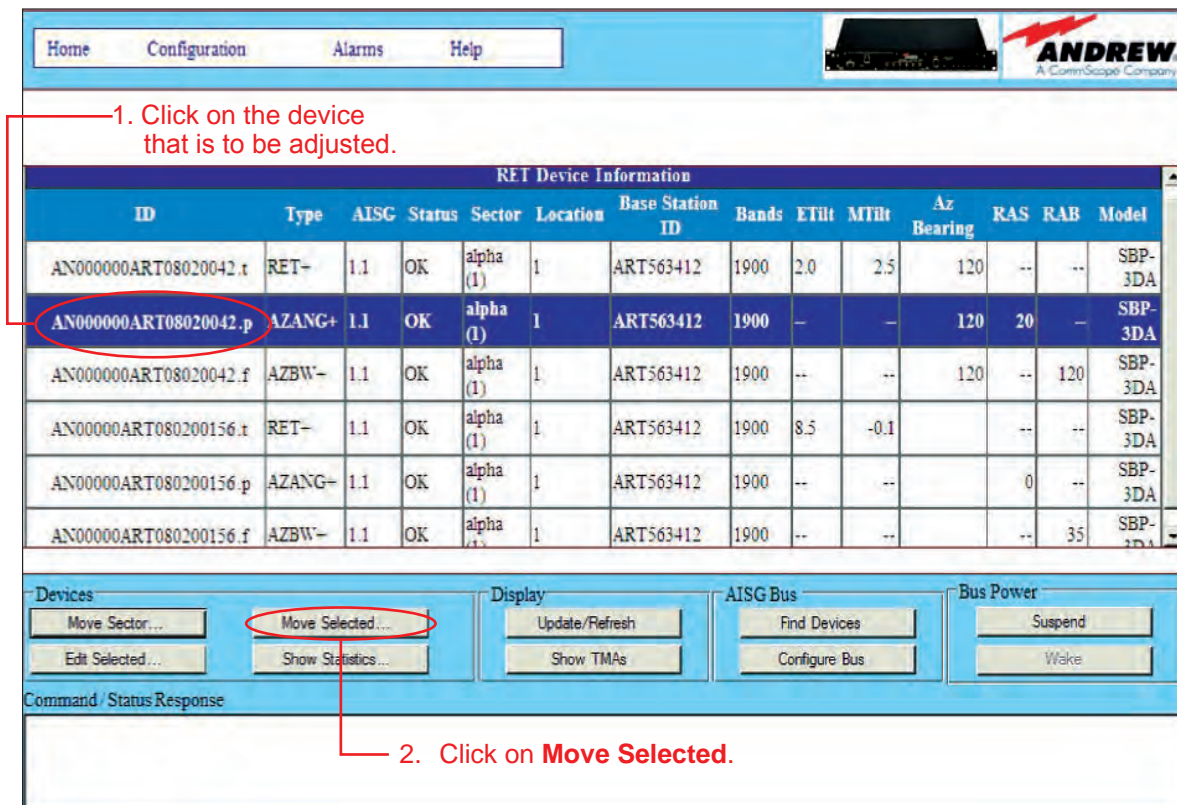 Home Configuration Alarms Help
ANDREW.
A CommScope Company
1. Click on the device
that is to be adjusted.
RET Device Information
ID Type AISG Status Sector Location Base Station ID Bands ETilt MTilt Az Bearing RAS RAB Model
AN000000ART08020042.t RET+ 1.1 OK alpha (1) 1 ART563412 1900 2.0 2.5 120 -- -- SBP-3DA
AN000000ART08020042.p AZANG+ 1.1 OK alpha (1) 1 ART563412 1900 -- -- 120 20 -- SBP-3DA
AN000000ART08020042.f AZBW+ 1.1 OK alpha (1) 1 ART563412 1900 -- -- 120 -- 120 SBP-3DA
AN00000ART080200156.t RET+ 1.1 OK alpha (1) 1 ART563412 1900 8.5 -0.1 -- -- SBP-3DA
AN00000ART080200156.p AZANG+ 1.1 OK alpha (1) 1 ART563412 1900 -- -- 0 -- SBP-3DA
AN00000ART080200156.f AZBW+ 1.1 OK alpha 1 ART563412 1900 -- -- -- 35 SBP-
Devices Display AISG Bus Bus Power
Move Sector... Move Selected... Update/Refresh Find Devices Suspend
Edit Selected... Show Statistics... Show TMAs Configure Bus Wake
Command / Status Response
2. Click on Move Selected.